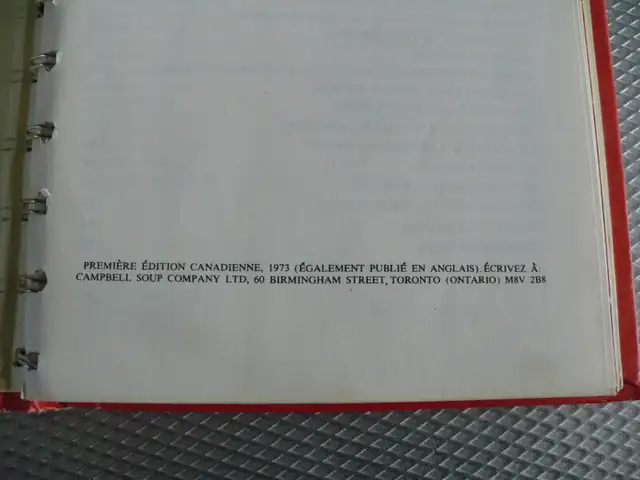 PREMIÈRE ÉDITION CANADIENNE, 1973 (ÉGALEMENT PUBLIÉ EN ANGLAIS). ÉCRIVEZ À:
CAMPBELL SOUP COMPANY LTD, 60 BIRMINGHAM STREET, TORONTO (ONTARIO) M8V 2B8